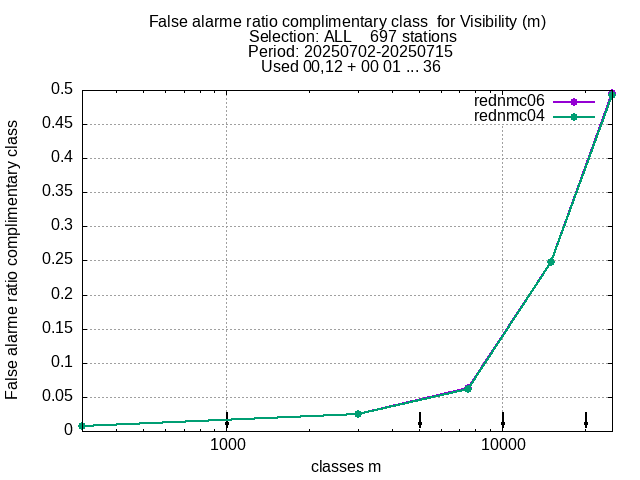 False alarme ratio complimentary class  for Visibility (m)
Selection: ALL    697 stations
Period: 20250702-20250715
Used 00,12 + 00 01 ... 36
rednmc06
rednmc04
False alarme ratio complimentary class
0.5
0.45
0.4
0.35
0.3
0.25
0.2
0.15
0.1
0.05
0
1000
10000
classes m